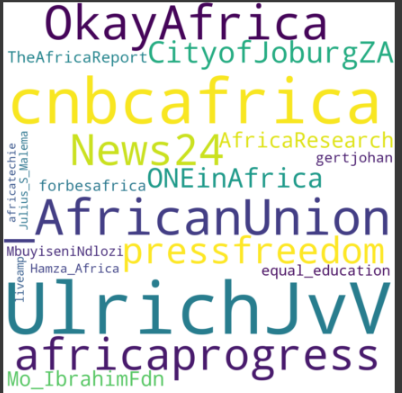 OkayAfrica
TheAfricaReport
CityofJoburgZA
cnbcafrica
News24
AfricaResearch
gertjohan
africatechie
Julius_S_Malema
forbesafrica
ONEinAfrica
AfricanUnion
MbuyiseniNdlozi
pressfreedom
Hamza_Africa
equal_education
liveamp
UlrichJvV
africaprogress
Mo_IbrahimFdn